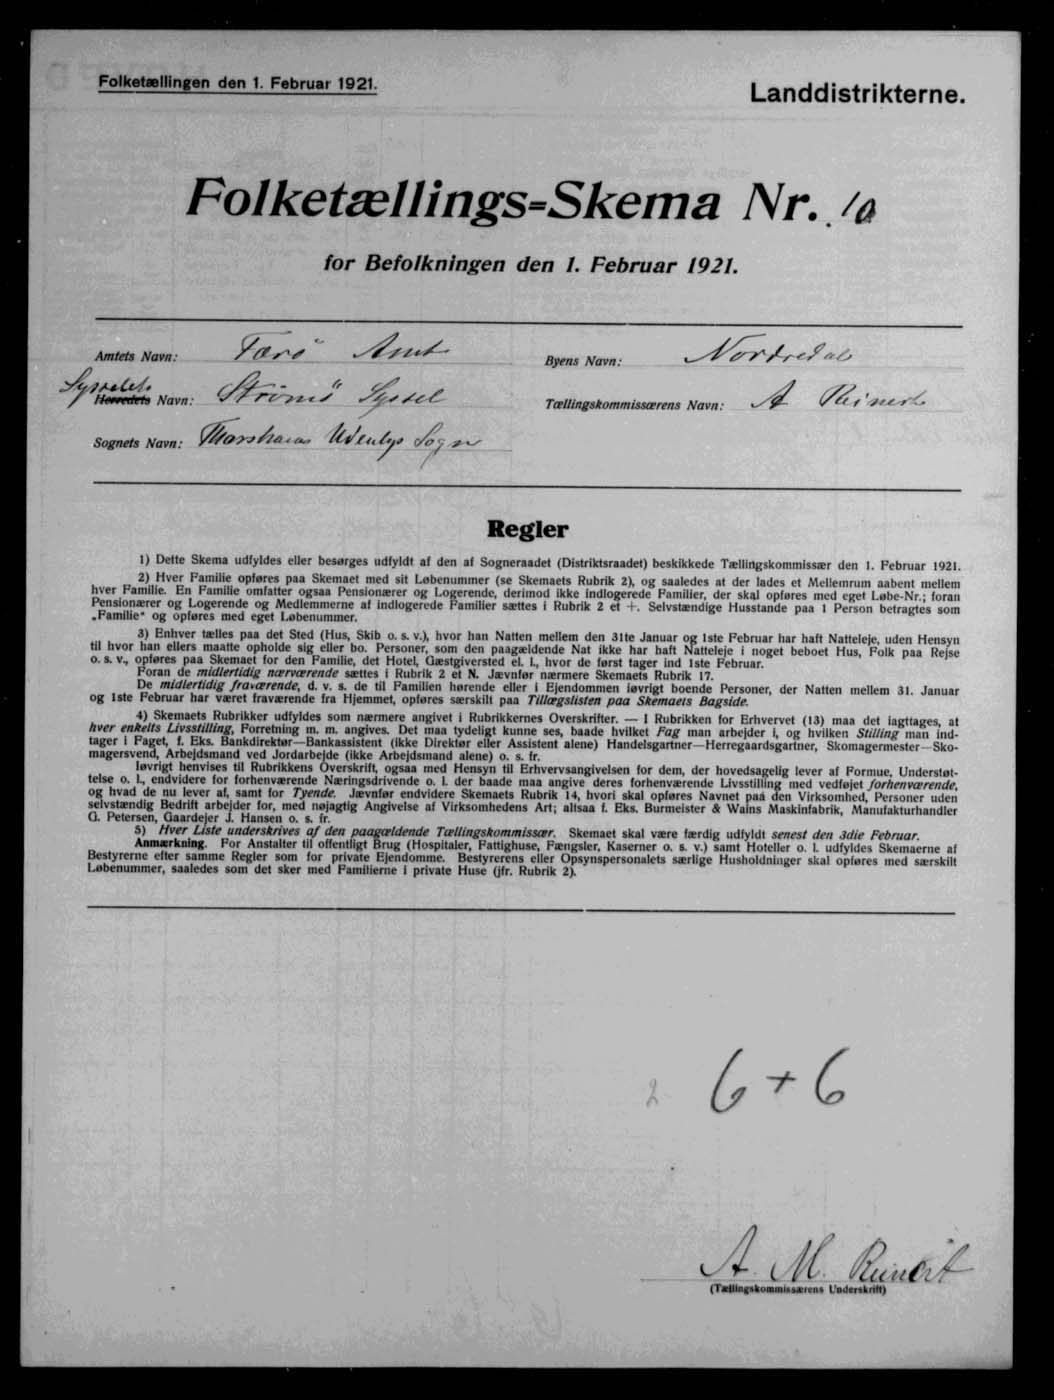 Folketællingen den 1. Februar 1921.
Landdistrikterne.
Folketællings=Skema Nr. 10
for Befolkningen den 1. Februar 1921.
Amtets Navn: Færø Amt
Byens Navn: Nordredal
Sysselets
Herredets Navn: Strømø Syssel
Tællingskommissærens Navn: A Reinert
Sognets Navn: Thorshavns Udenbys Sogn
Regler
1) Dette Skema udfyldes eller besørges udfyldt af den af Sogneraadet (Distriktsraadet) beskikkede Tællingskommissær den 1. Februar 1921.
2) Hver Familie opføres paa Skemaet med sit Løbenummer (se Skemaets Rubrik 2), og saaledes at der lades et Mellemrum aabent mellem
hver Familie. En Familie omfatter ogsaa Pensionærer og Logerende, derimod ikke indlogerede Familier, der skal opføres med eget Løbe-Nr.; foran
Pensionærer og Logerende og Medlemmerne af indlogerede Familier sættes i Rubrik 2 et +. Selvstændige Husstande paa 1 Person betragtes som
„Familie“ og opføres med eget Løbenummer.
3) Enhver tælles paa det Sted (Hus, Skib o. s. v.), hvor han Natten mellem den 31te Januar og 1ste Februar har haft Natteleje, uden Hensyn
til hvor han ellers maatte opholde sig eller bo. Personer, som den paagældende Nat ikke har haft Natteleje i noget beboet Hus, Folk paa Rejse
o. s. v., opføres paa Skemaet for den Familie, det Hotel, Gæstgiversted el. l., hvor de først tager ind 1ste Februar.
Foran de midlertidig nærværende sættes i Rubrik 2 et N. Jævnfør nærmere Skemaets Rubrik 17.
De midlertidig fraværende, d. v. s. de til Familien hørende eller i Ejendommen iøvrigt boende Personer, der Natten mellem 31. Januar
og 1ste Februar har været fraværende fra Hjemmet, opføres særskilt paa Tillægslisten paa Skemaets Bagside.
4) Skemaets Rubrikker udfyldes som nærmere angivet i Rubrikkernes Overskrifter. — I Rubrikken for Erhvervet (13) maa det iagttages, at
hver enkelts Livsstilling, Forretning m. m. angives. Det maa tydeligt kunne ses, baade hvilket Fag man arbejder i, og hvilken Stilling man ind-
tager i Faget, f. Eks. Bankdirektør—Bankassistent (ikke Direktør eller Assistent alene) Handelsgartner—Herregaardsgartner, Skomagermester—Sko-
magersvend, Arbejdsmand ved Jordarbejde (ikke Arbejdsmand alene) o. s. fr.
Iøvrigt henvises til Rubrikkens Overskrift, ogsaa med Hensyn til Erhvervsangivelsen for dem, der hovedsagelig lever af Formue, Understøt-
telse o. l., endvidere for forhenværende Næringsdrivende o. l. der baade maa angive deres forhenværende Livsstilling med vedføjet forhenværende,
og hvad de nu lever af, samt for Tyende. Jævnfør endvidere Skemaets Rubrik 14, hvori skal opføres Navnet paa den Virksomhed, Personer uden
selvstændig Bedrift arbejder for, med nøjagtig Angivelse af Virksomhedens Art; altsaa f. Eks. Burmeister & Wains Maskinfabrik, Manufakturhandler
G. Petersen, Gaardejer J. Hansen o. s. fr.
5) Hver Liste underskrives af den paagældende Tællingskommissær. Skemaet skal være færdig udfyldt senest den 3die Februar.
Anmærkning. For Anstalter til offentligt Brug (Hospitaler, Fattighuse, Fængsler, Kaserner o. s. v.) samt Hoteller o. l. udfyldes Skemaerne af
Bestyrerne efter samme Regler som for private Ejendomme. Bestyrerens eller Opsynspersonalets særlige Husholdninger skal opføres med særskilt
Løbenummer, saaledes som det sker med Familierne i private Huse (jfr. Rubrik 2).
2 6+6
A. M. Reinert
(Tællingskommissærens Underskrift)